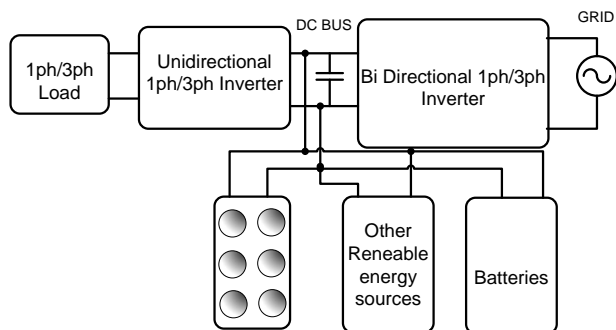 DC BUS
GRID
1ph/3ph
Load
Unidirectional
1ph/3ph Inverter
Bi Directional 1ph/3ph
Inverter
Other
Reneable
energy
sources
Batteries